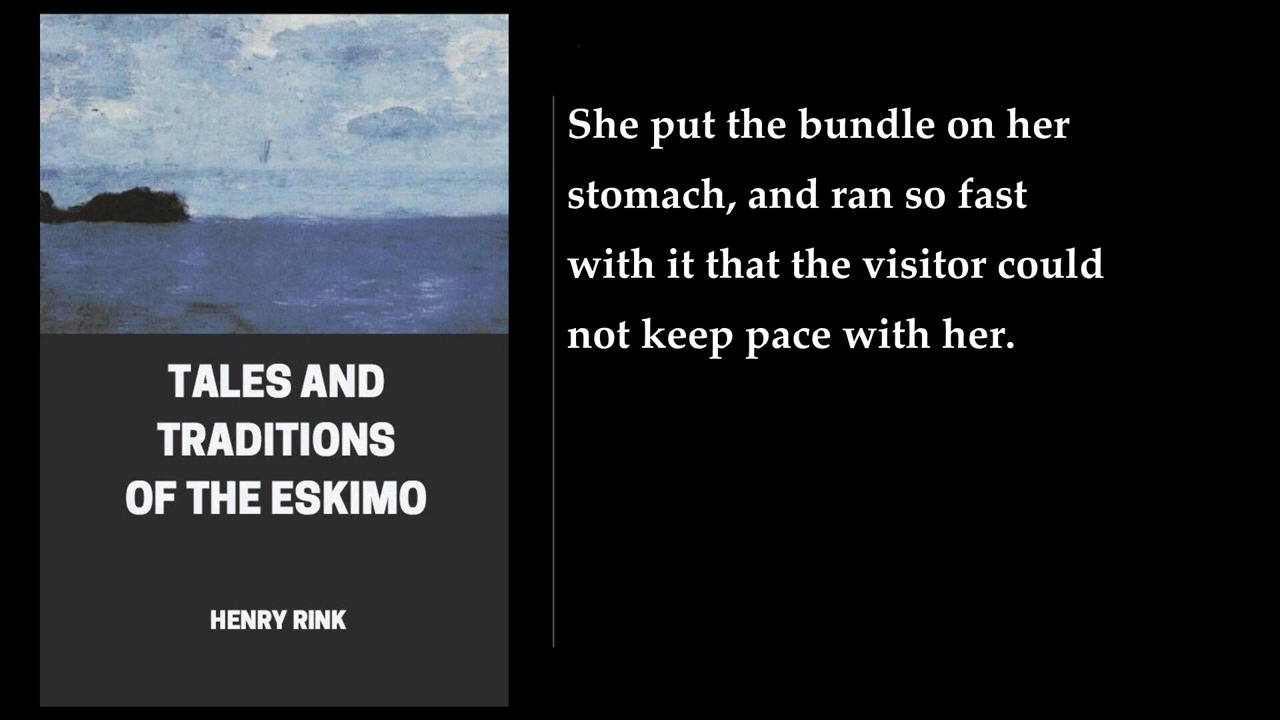 TALES AND
TRADITIONS
OF THE ESKIMO
HENRY RINK
She put the bundle on her
stomach, and ran so fast
with it that the visitor could
not keep pace with her.